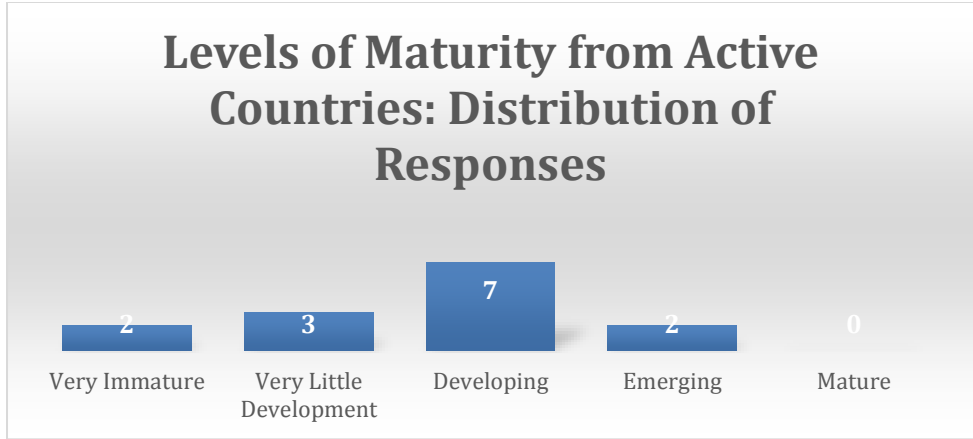 Levels of Maturity from Active
Countries: Distribution of
Responses
2
3
7
2
0
Very Immature
Very Little
Development
Developing
Emerging
Mature